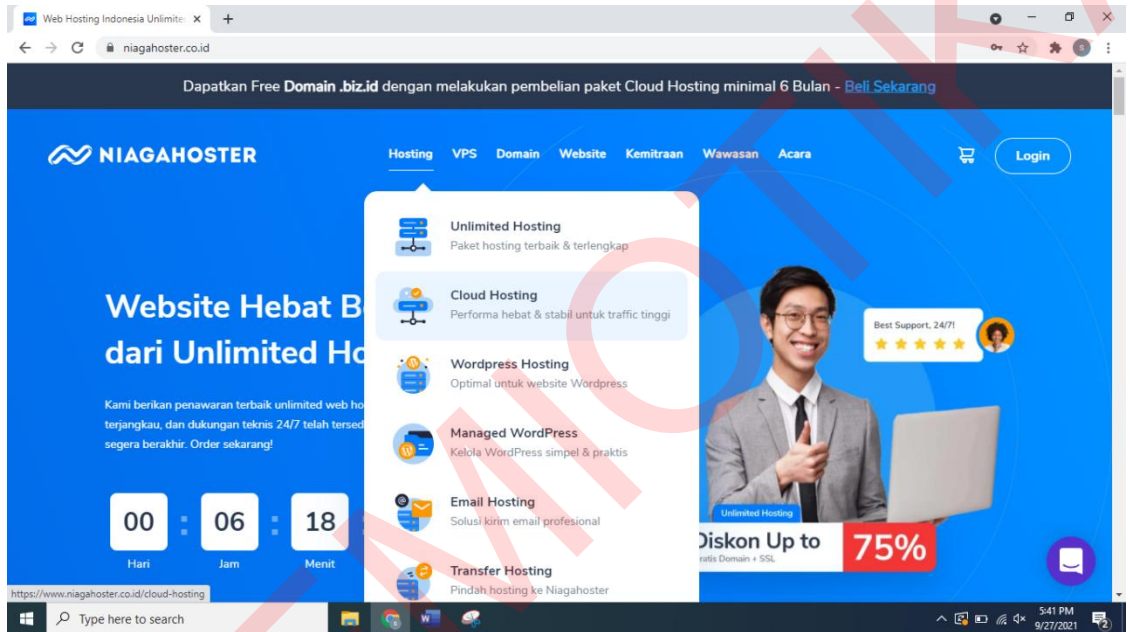 Web Hosting Indonesia Unlimite
niagahoster.co.id
Dapatkan Free Domain .biz.id dengan melakukan pembelian paket Cloud Hosting minimal 6 Bulan - Beli Sekarang
NIAGAHOSTER
Hosting VPS Domain Website Kemitraan Wawasan Acara
Login
Unlimited Hosting
Paket hosting terbaik & terlengkap
Cloud Hosting
Performa hebat & stabil untuk traffic tinggi
Wordpress Hosting
Optimal untuk website Wordpress
Managed WordPress
Kelola WordPress simpel & praktis
Email Hosting
Solusi kirim email profesional
Transfer Hosting
Pindah hosting ke Niagahoster
Website Hebat B
dari Unlimited Ho
Kami berikan penawaran terbaik unlimited web ho
terjangkau, dan dukungan teknis 24/7 telah tersed
segera berakhir. Order sekarang!
00 : 06 : 18
Hari Jam Menit
Best Support, 24/7!
Unlimited Hosting
Diskon Up to
75%
ratis Domain + SSL
https://www.niagahoster.co.id/cloud-hosting
Type here to search
5:41 PM
9/27/2021